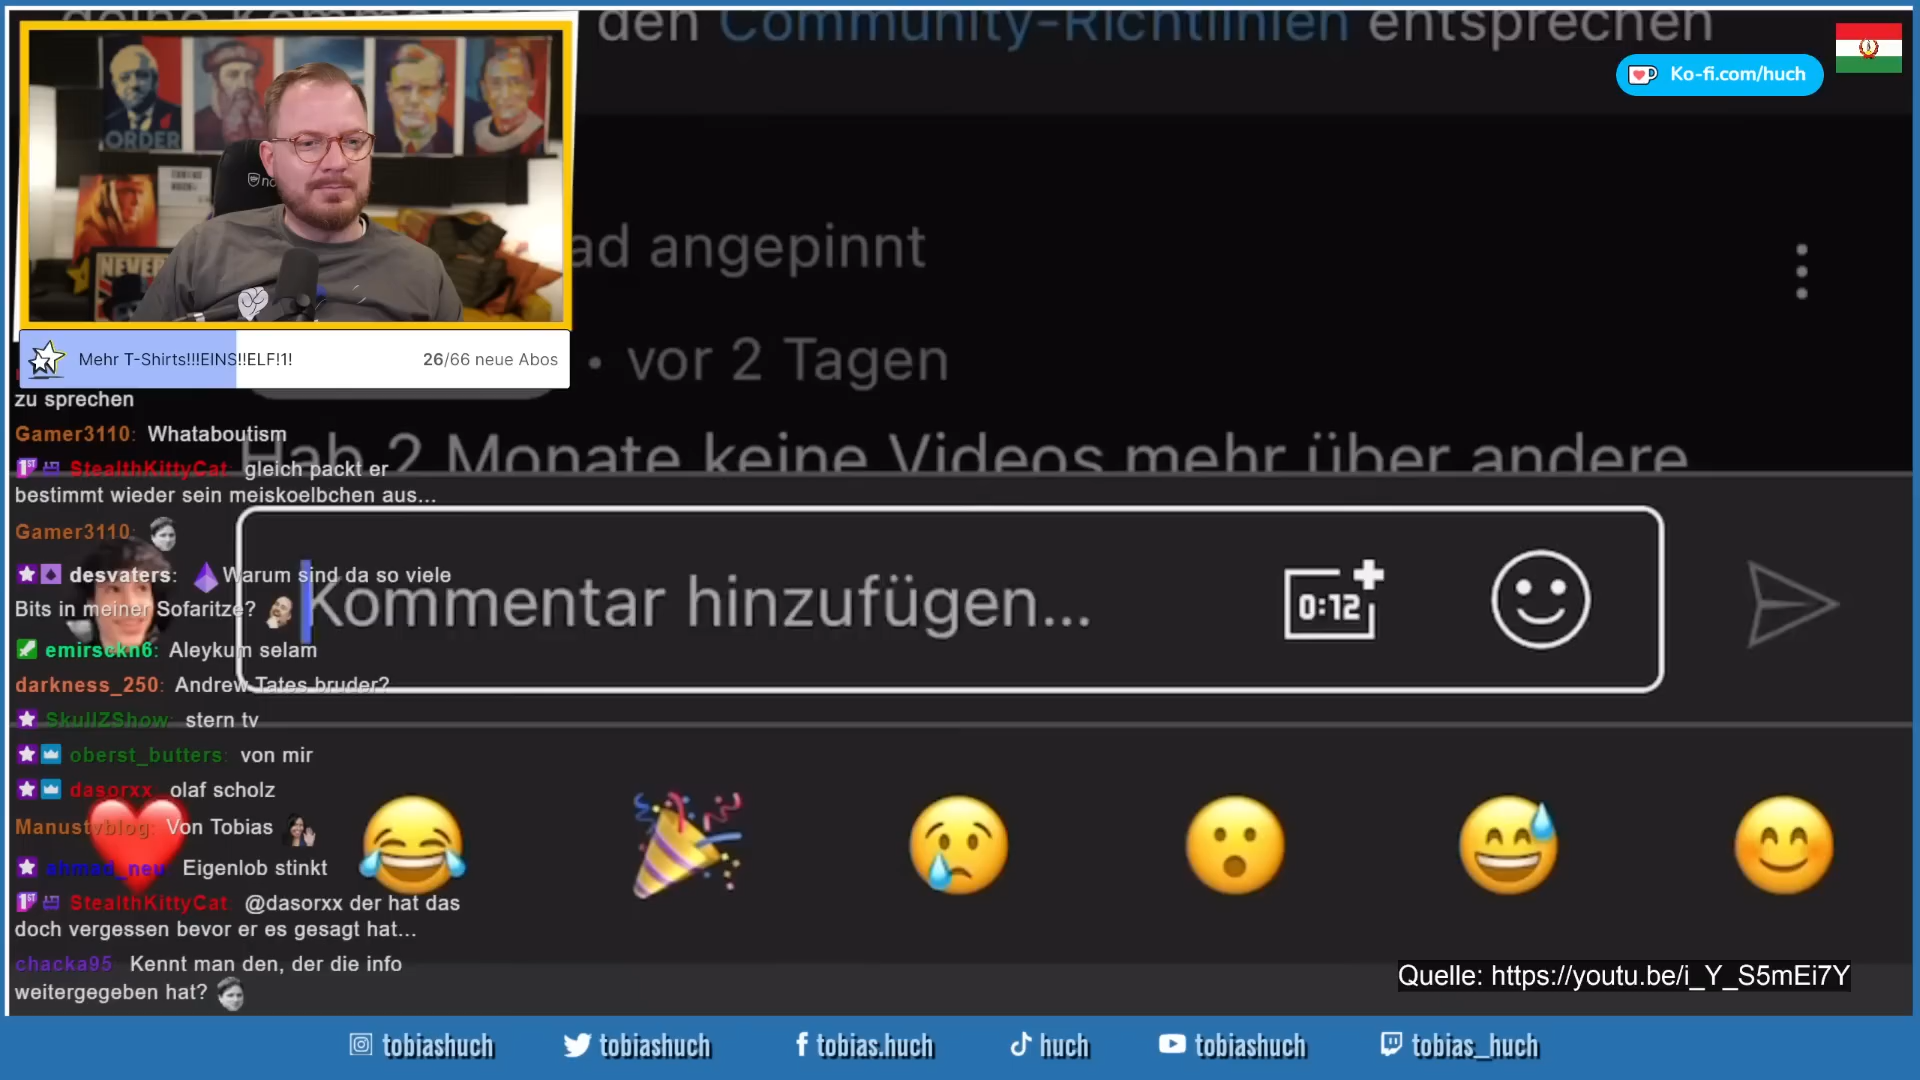 den Community-Richtlinien entsprechen
Ko-fi.com/huch
ORDER
NEVER
ad angepinnt
Mehr T-Shirts!!!EINS!!ELF!1!
26/66 neue Abos
• vor 2 Tagen
zu sprechen
Gamer3110: Whataboutism
Hab 2 Monate keine Videos mehr über andere
StealthKittyCat: gleich packt er
bestimmt wieder sein meiskoelbchen aus...
Gamer3110:
desvaters: Warum sind da so viele
Bits in meiner Sofaritze?
Kommentar hinzufügen...
0:12
emirsckn6: Aleykum selam
darkness_250: Andrew Tates bruder?
SkullZShow: stern tv
oberst_butters: von mir
dasorxx: olaf scholz
Manustvblog: Von Tobias
ahmad_neu: Eigenlob stinkt
StealthKittyCat: @dasorxx der hat das
doch vergessen bevor er es gesagt hat...
chacka95: Kennt man den, der die info
weitergegeben hat?
Quelle: https://youtu.be/i_Y_S5mEi7Y
tobiashuch
tobiashuch
tobias.huch
huch
tobiashuch
tobias_huch